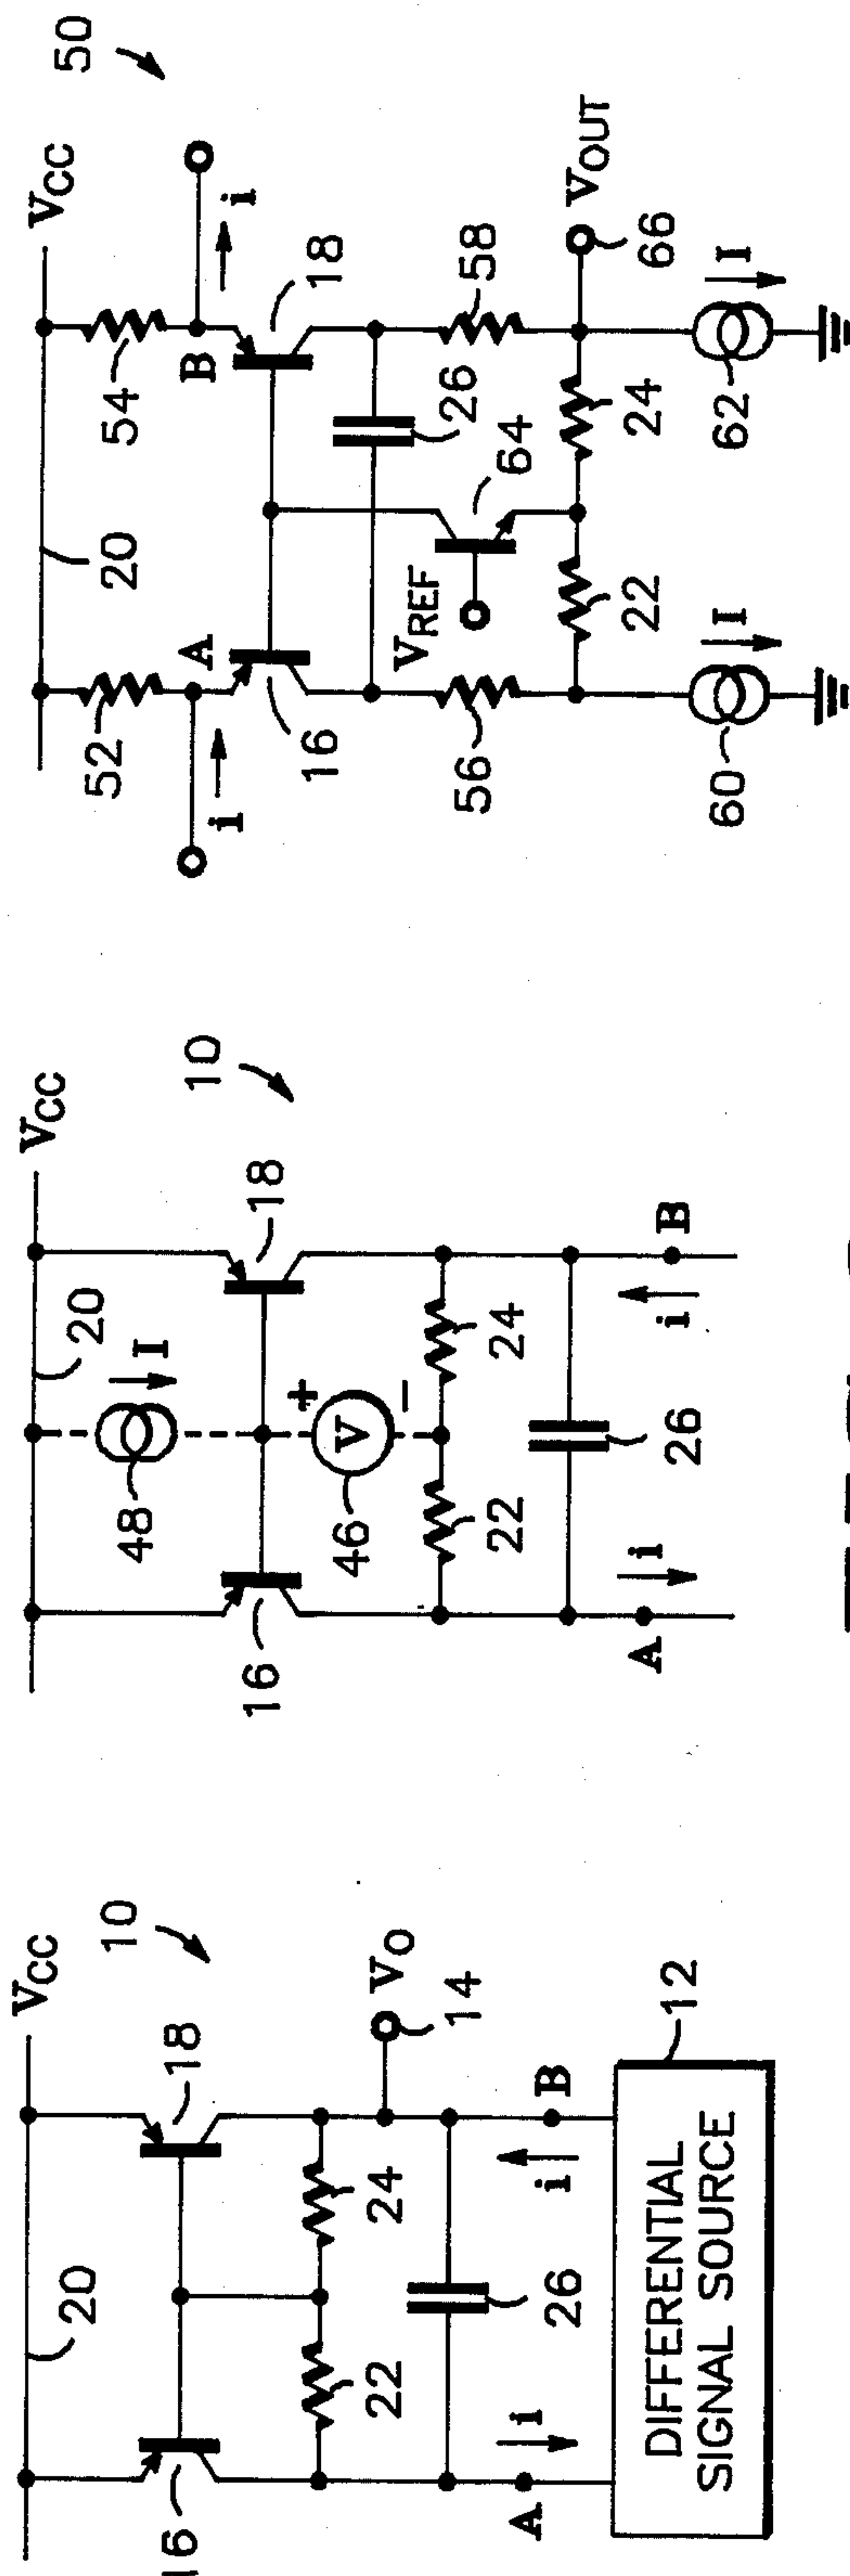 10
VCC
20
16
18
22
24
VO
14
26
A
i
i
B
DIFFERENTIAL
SIGNAL SOURCE
12
10
VCC
20
48
I
16
18
46
+
V
−
22
24
26
A
i
i
B
50
VCC
20
52
54
A
B
i
i
16
18
26
VREF
64
56
58
22
24
VOUT
66
60
I
62
I